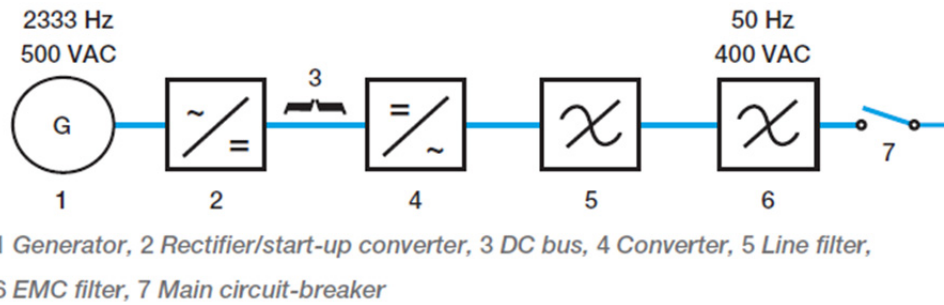 2333 Hz
500 VAC
50 Hz
400 VAC
3
G
~
=
=
~
7
1
2
4
5
6
1 Generator, 2 Rectifier/start-up converter, 3 DC bus, 4 Converter, 5 Line filter,
6 EMC filter, 7 Main circuit-breaker